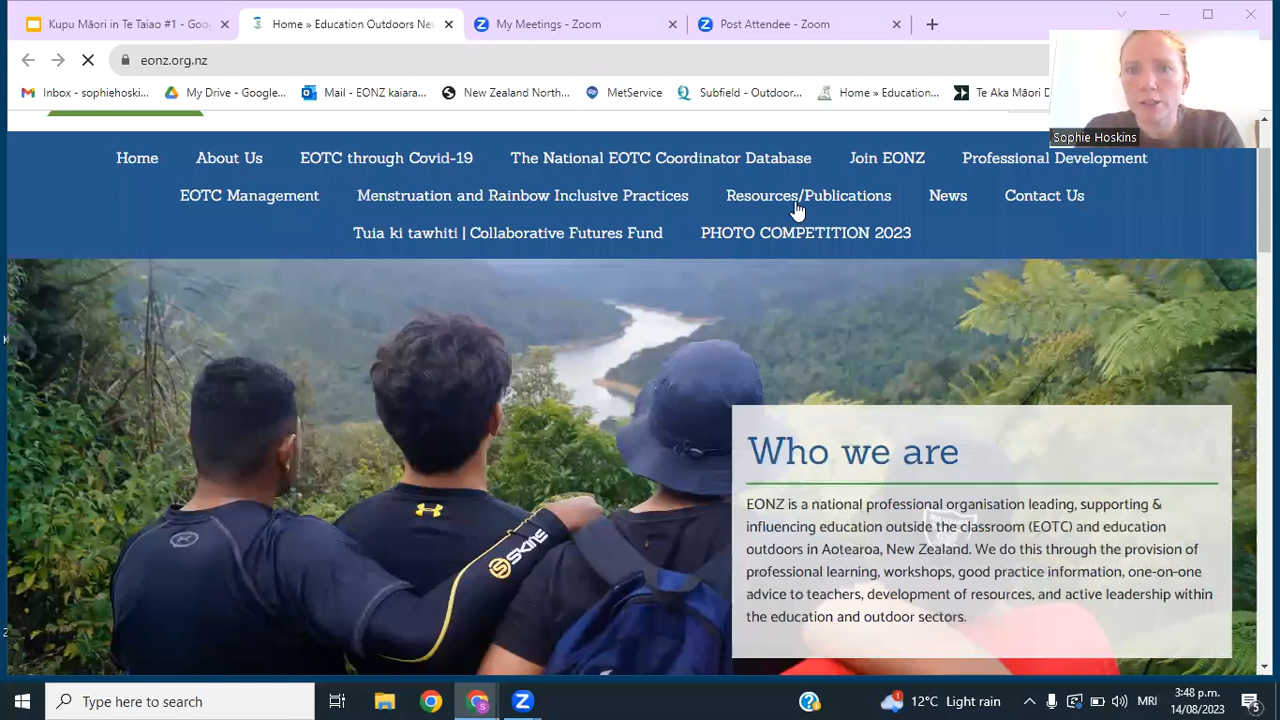 Kupu Māori in Te Taiao #1 - Goo
Home » Education Outdoors Ne
My Meetings - Zoom
Post Attendee - Zoom
eonz.org.nz
Inbox - sophiehoski...
My Drive - Google...
Mail - EONZ kaiara...
New Zealand North...
MetService
Subfield - Outdoor...
Home » Education...
Te Aka Māori D
Sophie Hoskins
Home
About Us
EOTC through Covid-19
The National EOTC Coordinator Database
Join EONZ
Professional Development
EOTC Management
Menstruation and Rainbow Inclusive Practices
Resources/Publications
News
Contact Us
Tuia ki tawhiti | Collaborative Futures Fund
PHOTO COMPETITION 2023
SKINS
Who we are
EONZ is a national professional organisation leading, supporting &
influencing education outside the classroom (EOTC) and education
outdoors in Aotearoa, New Zealand. We do this through the provision of
professional learning, workshops, good practice information, one-on-one
advice to teachers, development of resources, and active leadership within
the education and outdoor sectors.
Type here to search
1
12°C Light rain
MRI
3:48 p.m.
14/08/2023
5